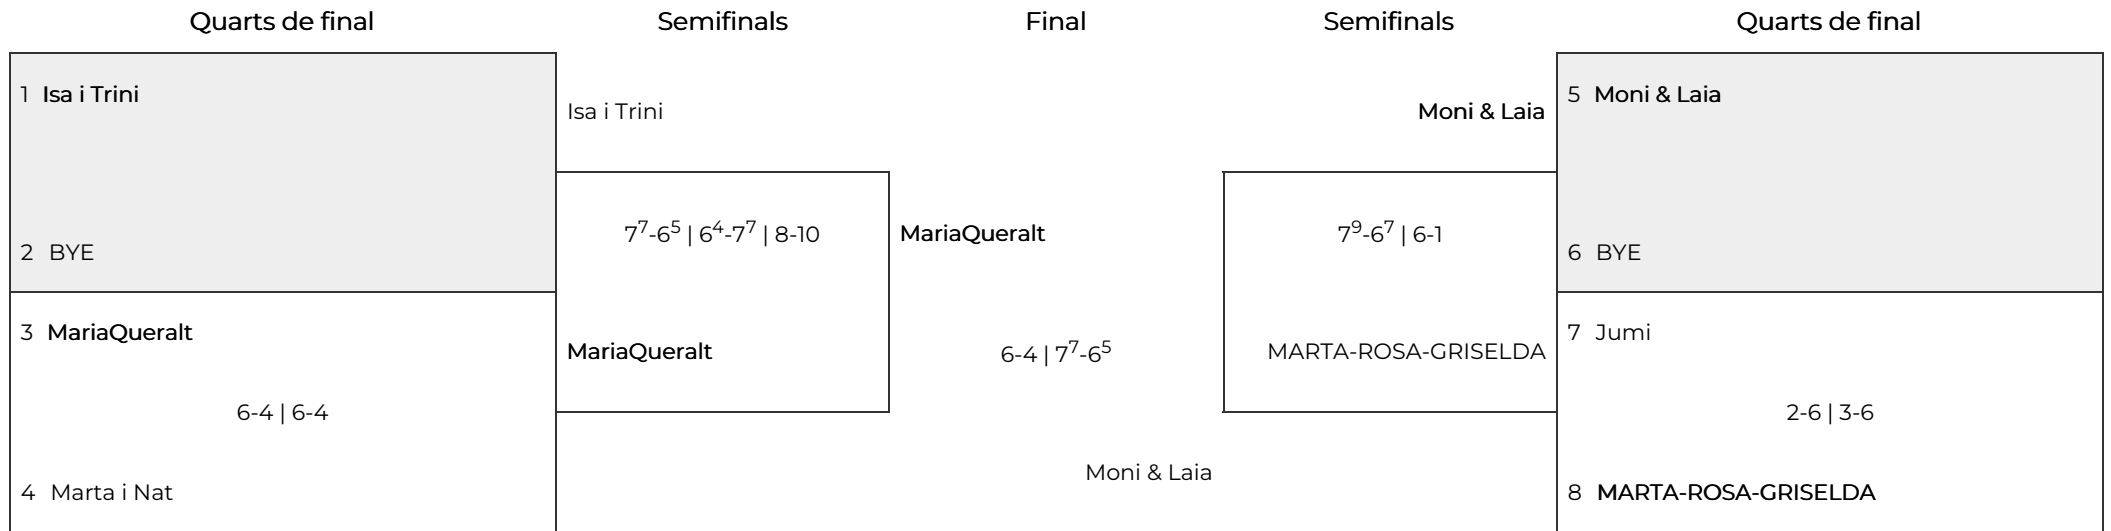 Quarts de final Semifinals Final Semifinals Quarts de final
1 Isa i Trini
Isa i Trini
2 BYE
7⁷-6⁵ | 6⁴-7⁷ | 8-10
3 MariaQueralt
MariaQueralt
6-4 | 6-4
4 Marta i Nat
MariaQueralt
6-4 | 7⁷-6⁵
Moni & Laia
Moni & Laia
7⁹-6⁷ | 6-1
MARTA-ROSA-GRISELDA
5 Moni & Laia
6 BYE
7 Jumi
2-6 | 3-6
8 MARTA-ROSA-GRISELDA